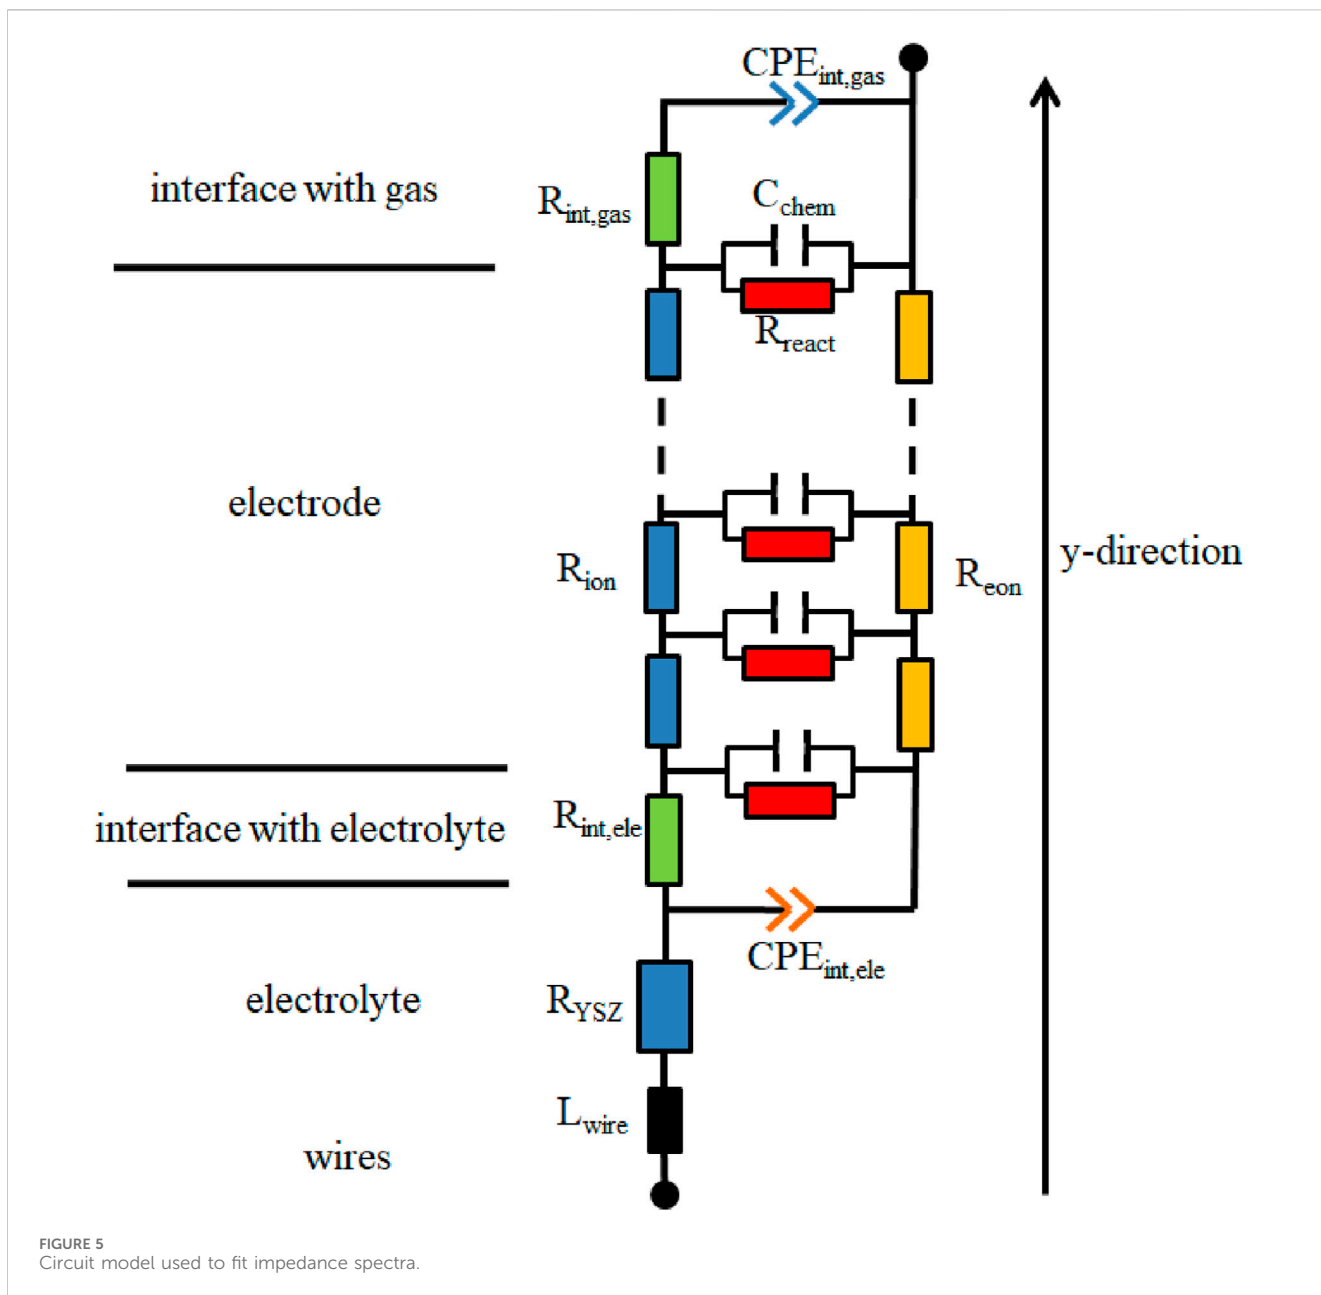 CPEint,gas
interface with gas
Rint,gas
Cchem
Rreact
electrode
Rion
Reon
y-direction
interface with electrolyte
Rint,ele
CPEint,ele
electrolyte
RYSZ
Lwire
wires
FIGURE 5
Circuit model used to fit impedance spectra.